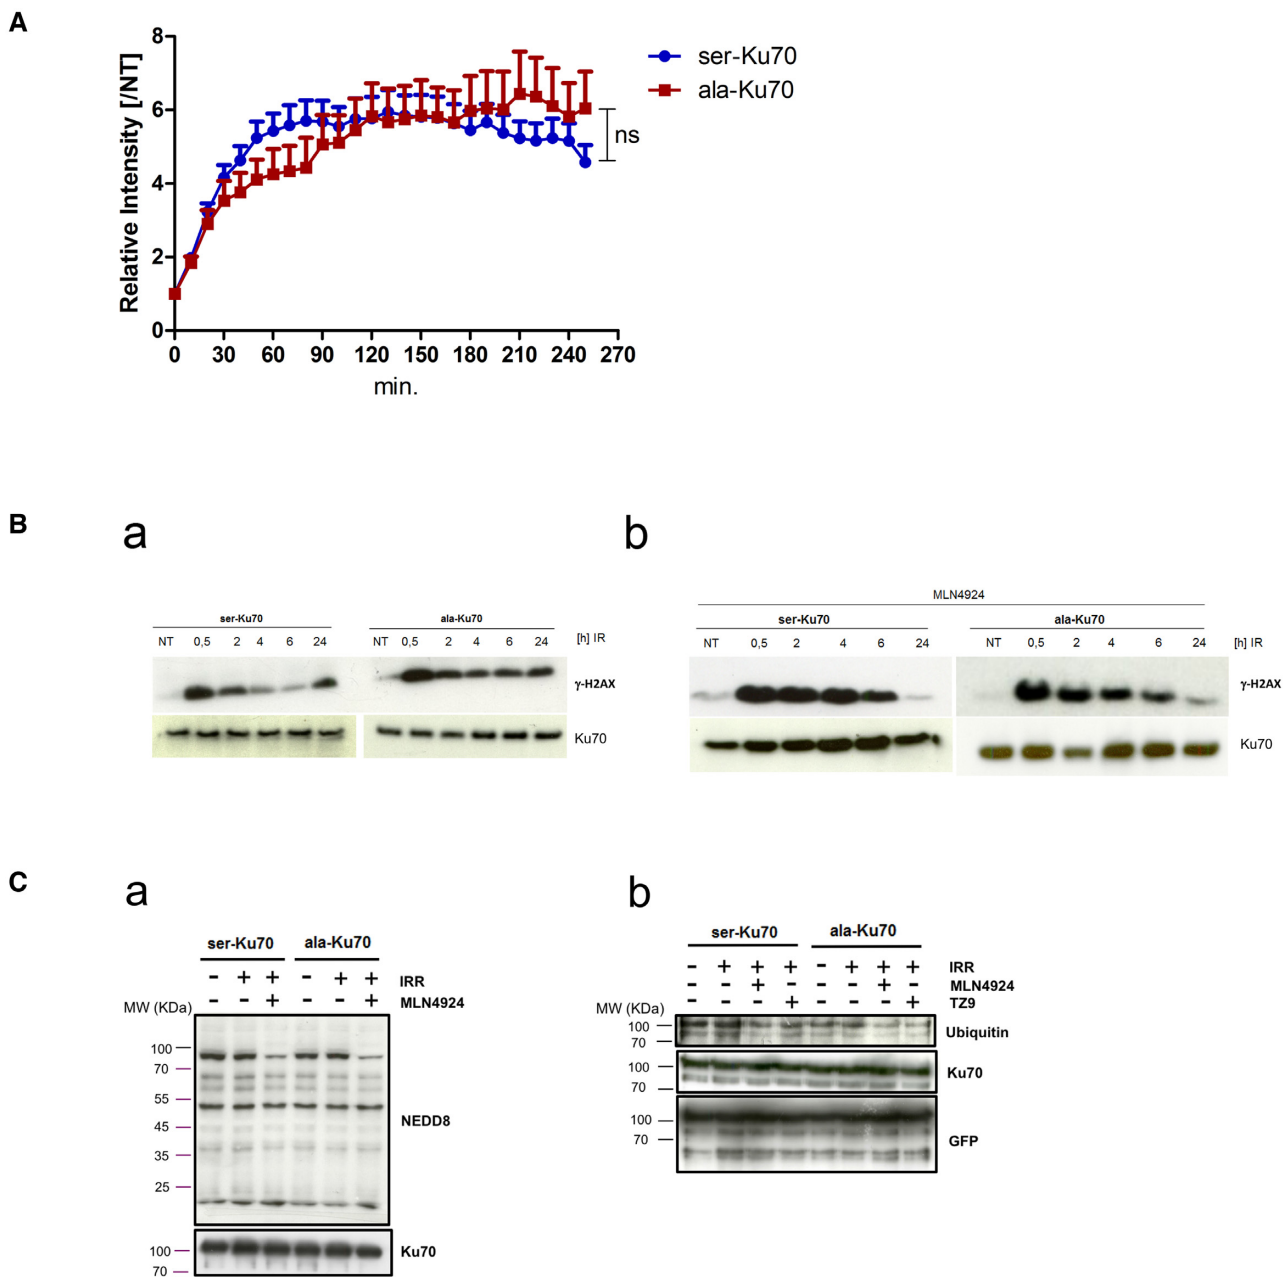 A
8
6
4
2
0
Relative Intensity [/NT]
0 30 60 90 120 150 180 210 240 270
min.
ser-Ku70
ala-Ku70
ns
B
a
ser-Ku70 ala-Ku70
NT 0,5 2 4 6 24 NT 0,5 2 4 6 24 [h] IR
γ-H2AX
Ku70
b
MLN4924
ser-Ku70 ala-Ku70
NT 0,5 2 4 6 24 NT 0,5 2 4 6 24 [h] IR
γ-H2AX
Ku70
C
a
ser-Ku70 ala-Ku70
- + + - + + IRR
- - + - - + MLN4924
MW (KDa)
100
70
55
45
35
25
NEDD8
100
70
Ku70
b
ser-Ku70 ala-Ku70
- + + + - + + + IRR
- - + - - - + - MLN4924
- - - + - - - + TZ9
MW (KDa)
100
70
Ubiquitin
100
70
Ku70
100
70
GFP